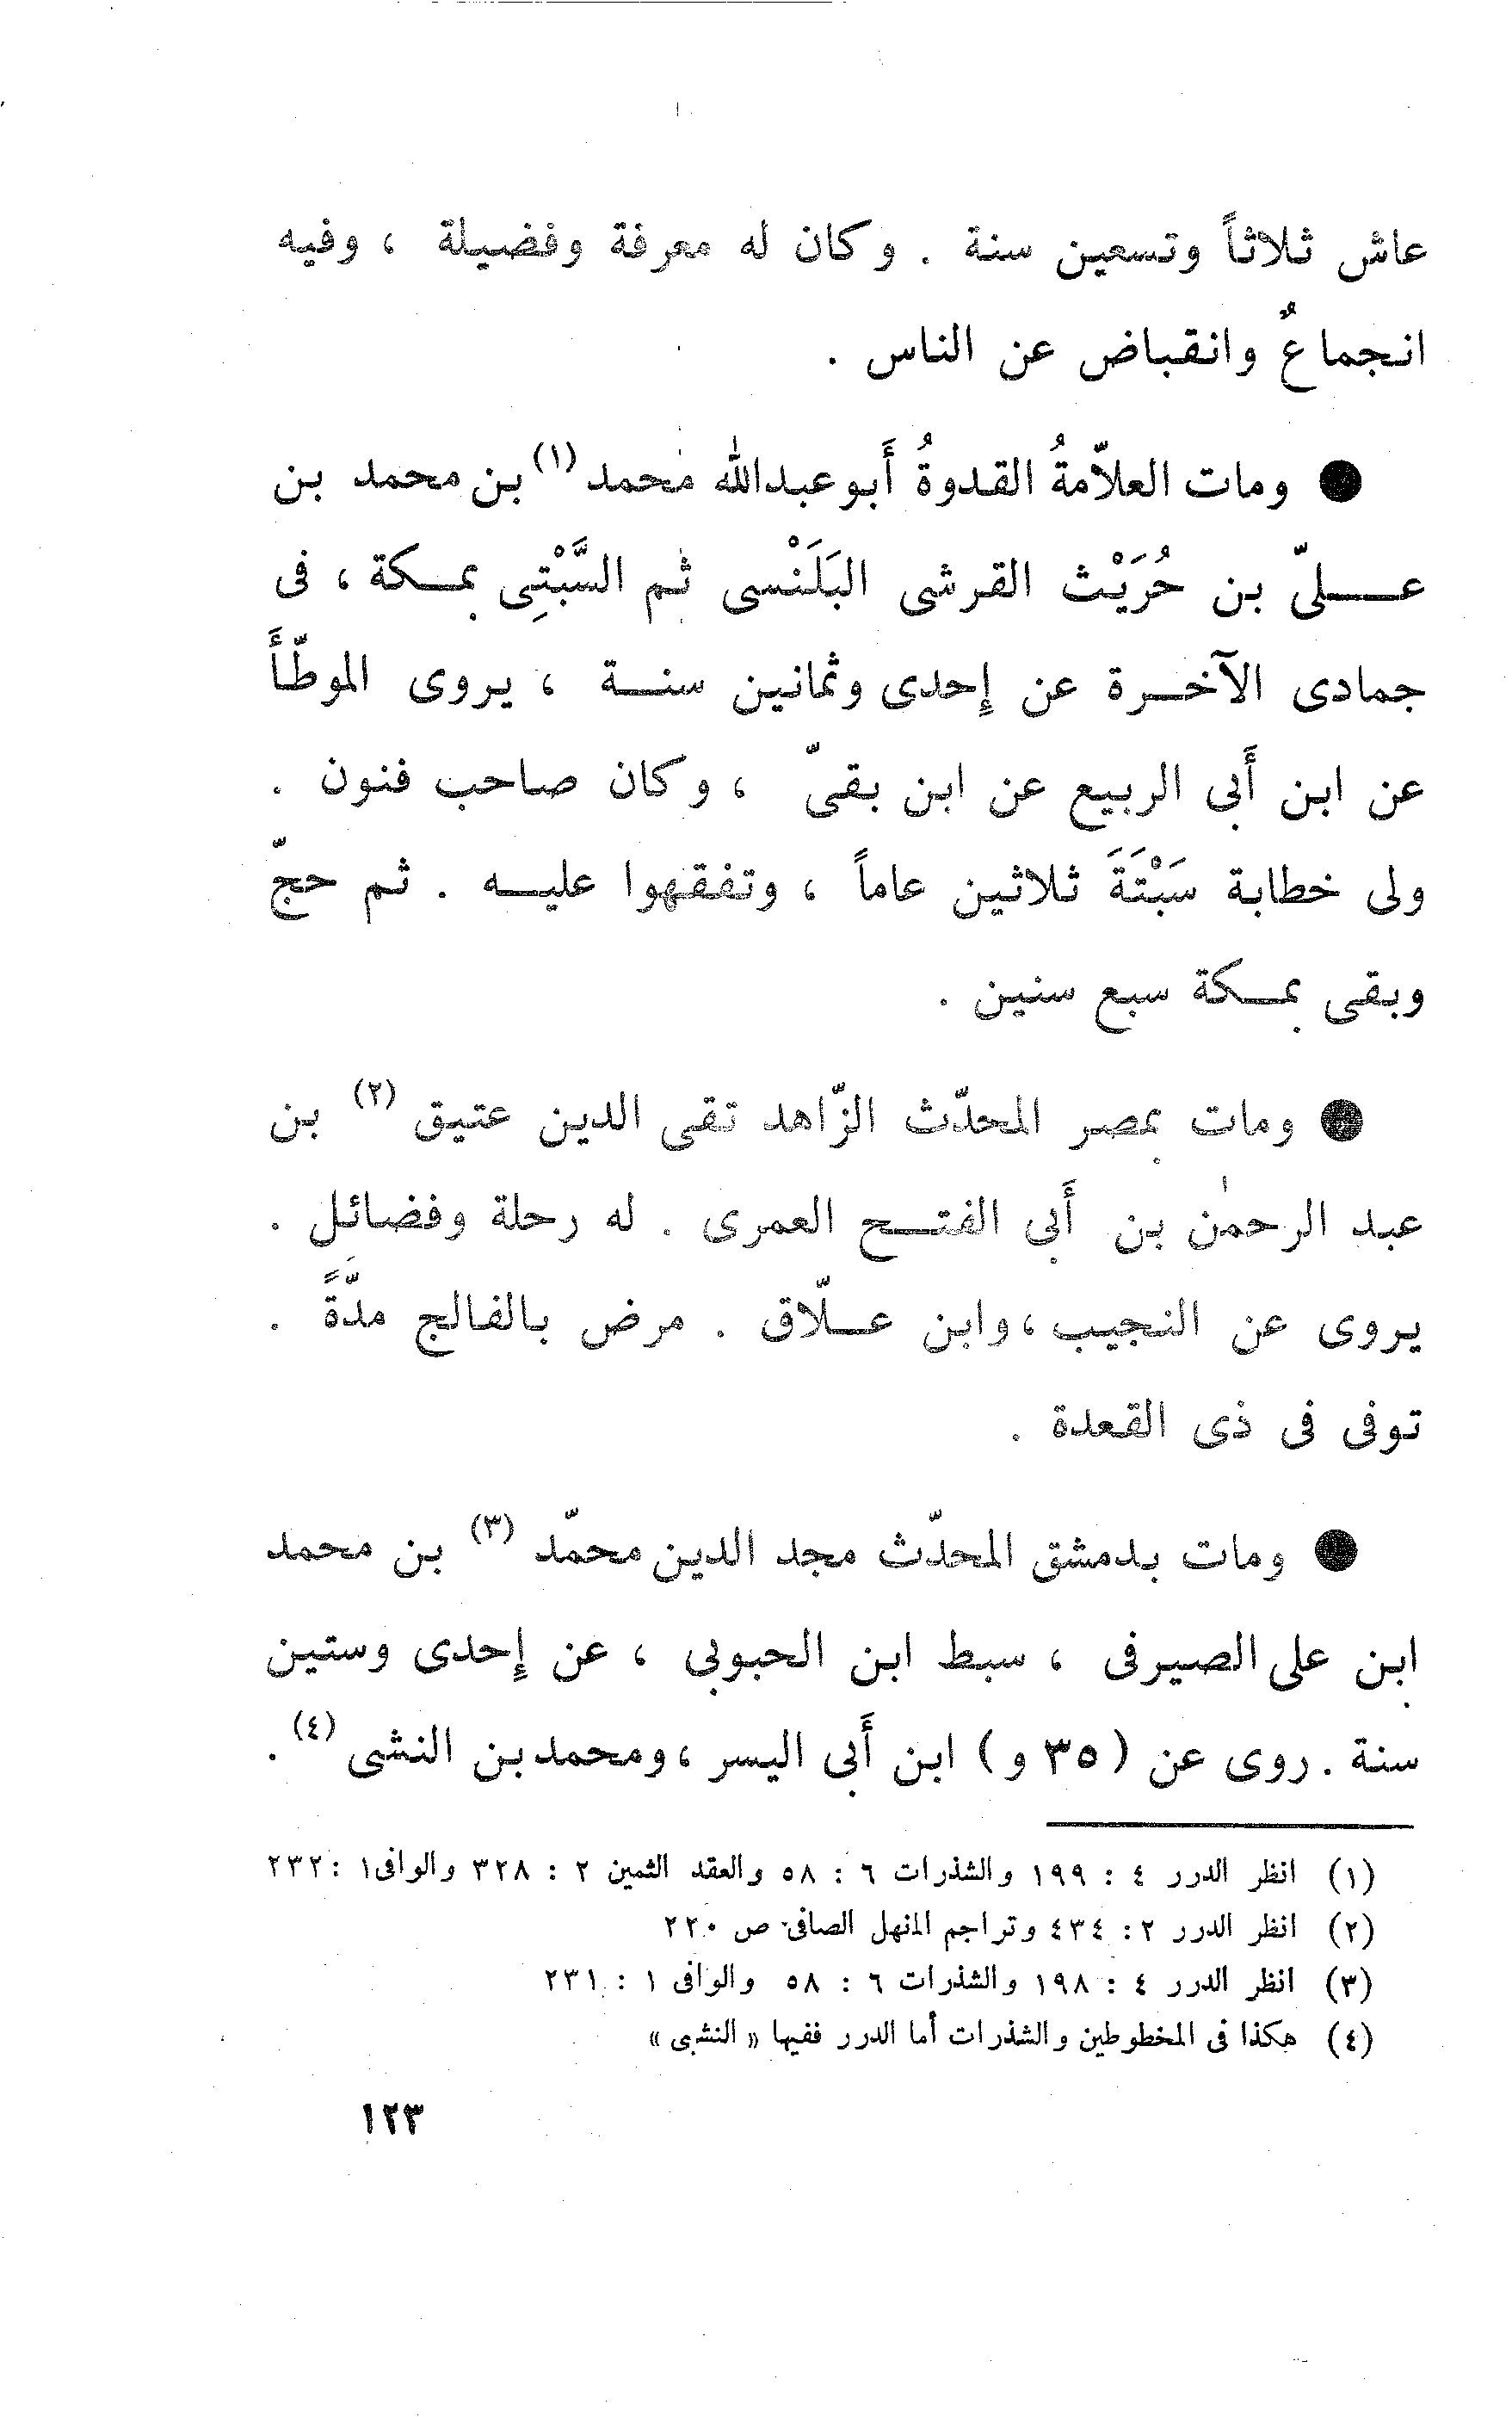 عاش ثلاثاً وتسعين سنة . وكان له معرفة وفضيلة ، وفيه
انجماعٌ وانقباض عن الناس .
● ومات العلاّمةُ القدوةُ أَبو عبدالله محمد (١) بن محمد بن
علىّ بن حُرَيْث القرشى البَلَنْسى ثم السَّبْتِى بمكة ، فى
جمادى الآخرة عن إِحدى وثمانين سنة ، يروى الموطّأَ
عن ابن أَبى الربيع عن ابن بقىّ ، وكان صاحب فنون .
ولى خطابة سَبْتَةَ ثلاثين عاماً ، وتفقهوا عليه . ثم حجّ
وبقى بمكة سبع سنين .
● ومات بمصر المحدّث الزّاهد تقى الدين عتيق (٢) بن
عبد الرحمٰن بن أَبى الفتح العمرى . له رحلة وفضائل .
يروى عن النجيب ، وابن علّاق . مرض بالفالج مدّةً .
توفى فى ذى القعدة .
● ومات بدمشق المحدّث مجد الدين محمّد (٣) بن محمد
ابن على الصيرفى ، سبط ابن الحبوبى ، عن إِحدى وستين
سنة . روى عن (٣٥ و) ابن أَبى اليسر ، ومحمد بن النشى (٤) .
(١) انظر الدرر ٤ : ١٩٩ والشذرات ٦ : ٥٨ والعقد الثمين ٢ : ٣٢٨ والوافى ١ : ٢٣٢
(٢) انظر الدرر ٢ : ٤٣٤ وتراجم المنهل الصافى ص ٢٢٠
(٣) انظر الدرر ٤ : ١٩٨ والشذرات ٦ : ٥٨ والوافى ١ : ٢٣١
(٤) هكذا فى المخطوطين والشذرات أما الدرر ففيها « النشبى »
١٢٣